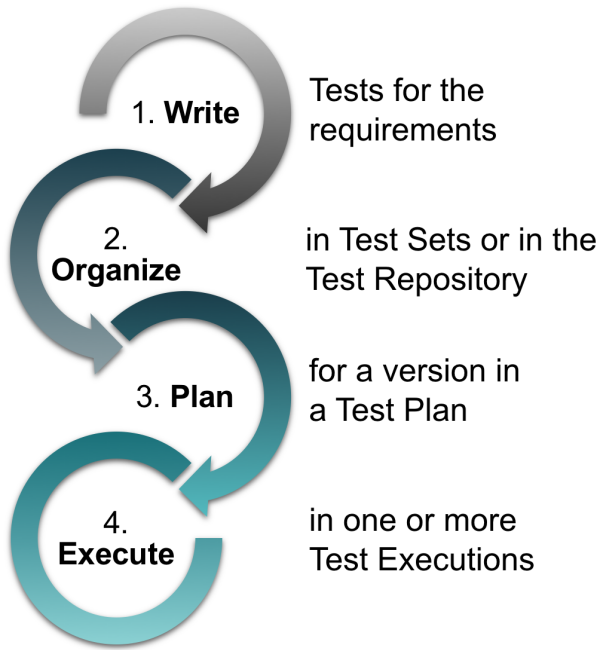 1. Write
Tests for the
requirements
2.
Organize
in Test Sets or in the
Test Repository
3. Plan
for a version in
a Test Plan
4.
Execute
in one or more
Test Executions